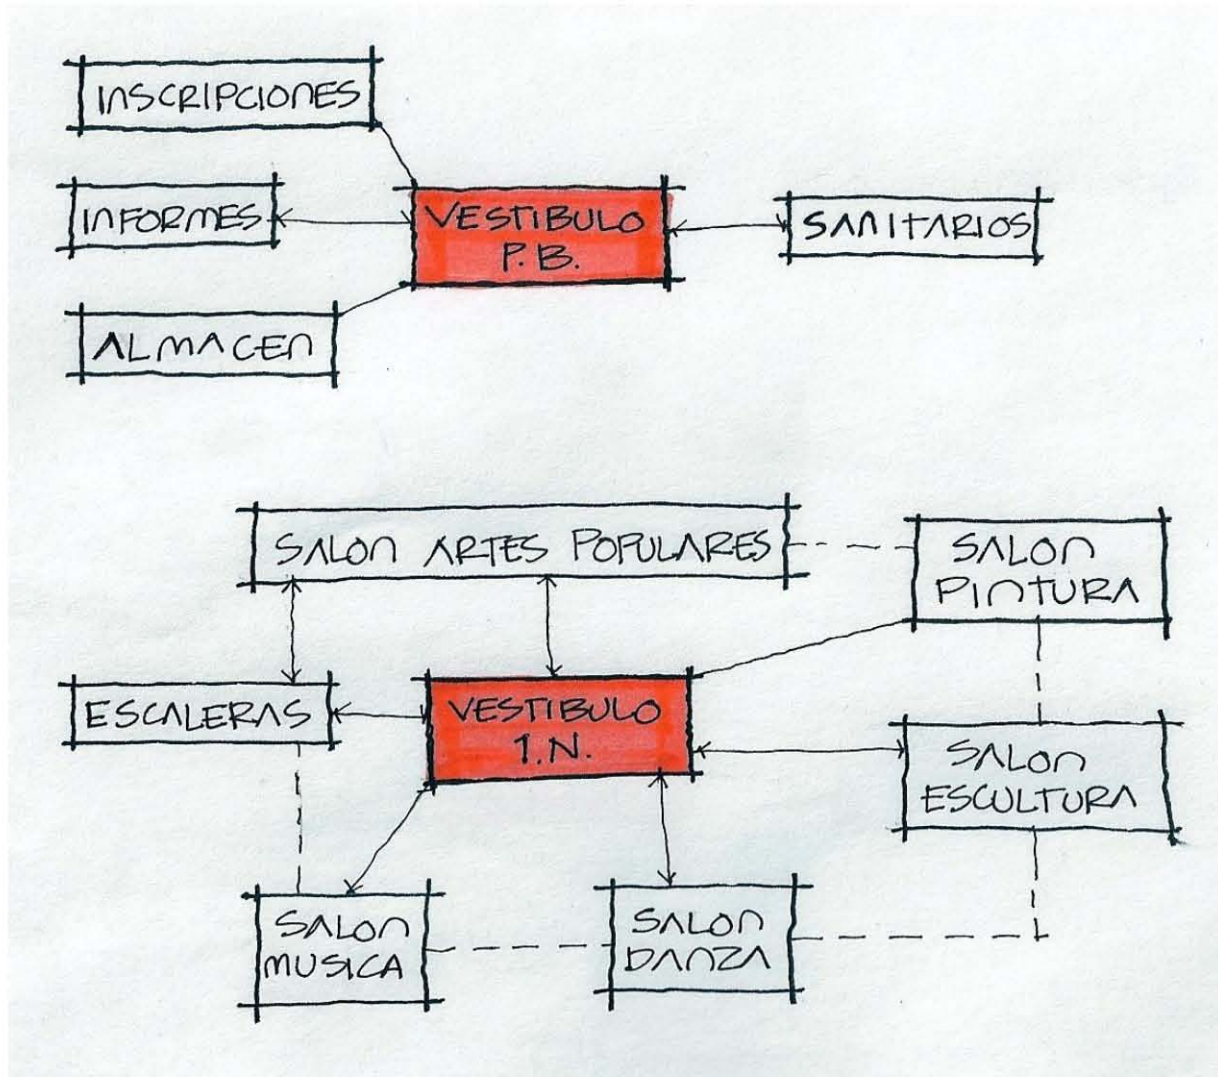 INSCRIPCIONES
INFORMES
VESTIBULO
P.B.
SANITARIOS
ALMACEN
SALON ARTES POPULARES
SALON
PINTURA
ESCALERAS
VESTIBULO
1.N.
SALON
ESCULTURA
SALON
MUSICA
SALON
DANZA